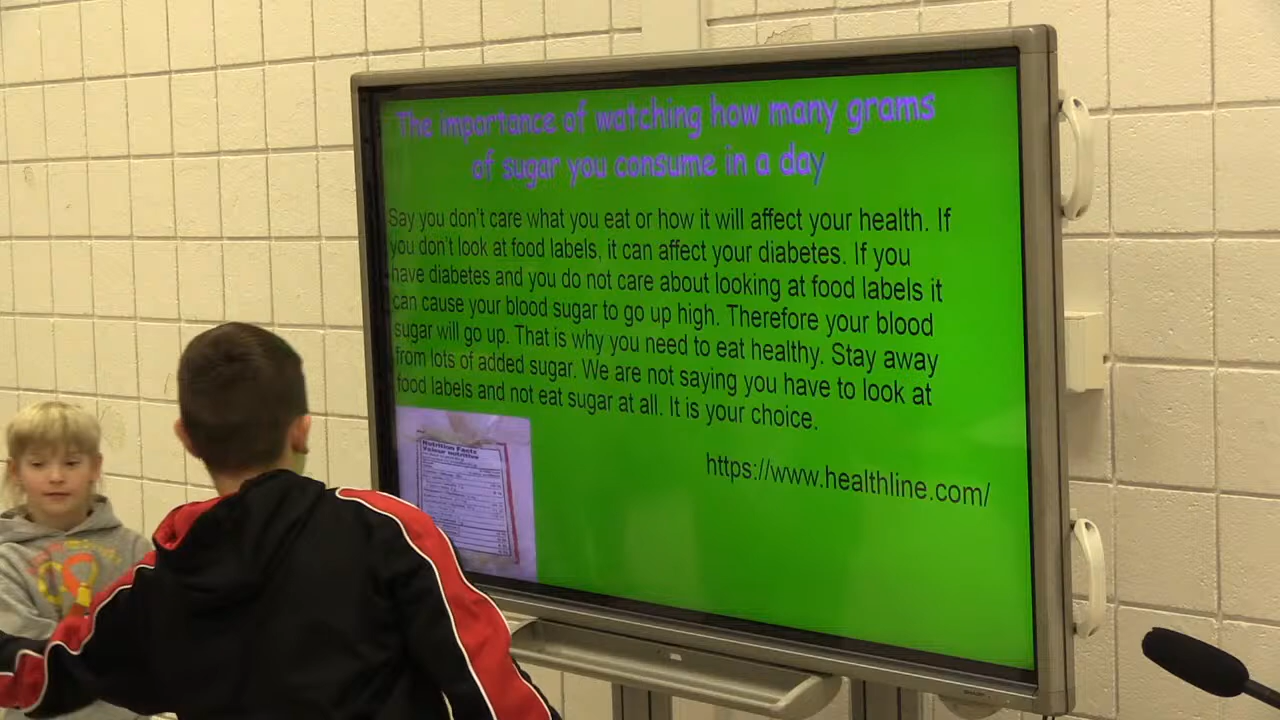 The importance of watching how many grams
of sugar you consume in a day
Say you don't care what you eat or how it will affect your health. If
you don't look at food labels, it can affect your diabetes. If you
have diabetes and you do not care about looking at food labels it
can cause your blood sugar to go up high. Therefore your blood
sugar will go up. That is why you need to eat healthy. Stay away
from lots of added sugar. We are not saying you have to look at
food labels and not eat sugar at all. It is your choice.
https://www.healthline.com/
Nutrition Facts
Valeur nutritive
SHARP